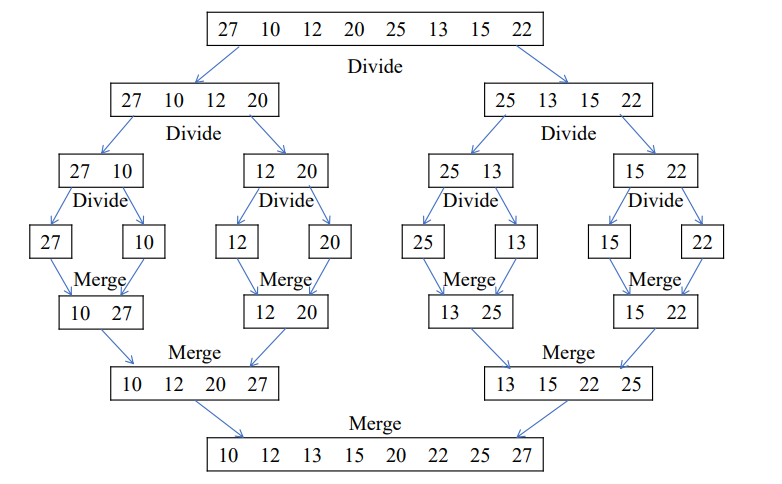 27 10 12 20 25 13 15 22
Divide
27 10 12 20
25 13 15 22
Divide
Divide
27 10
12 20
25 13
15 22
Divide
Divide
Divide
Divide
27
10
12
20
25
13
15
22
Merge
Merge
Merge
Merge
10 27
12 20
13 25
15 22
Merge
Merge
10 12 20 27
13 15 22 25
Merge
10 12 13 15 20 22 25 27